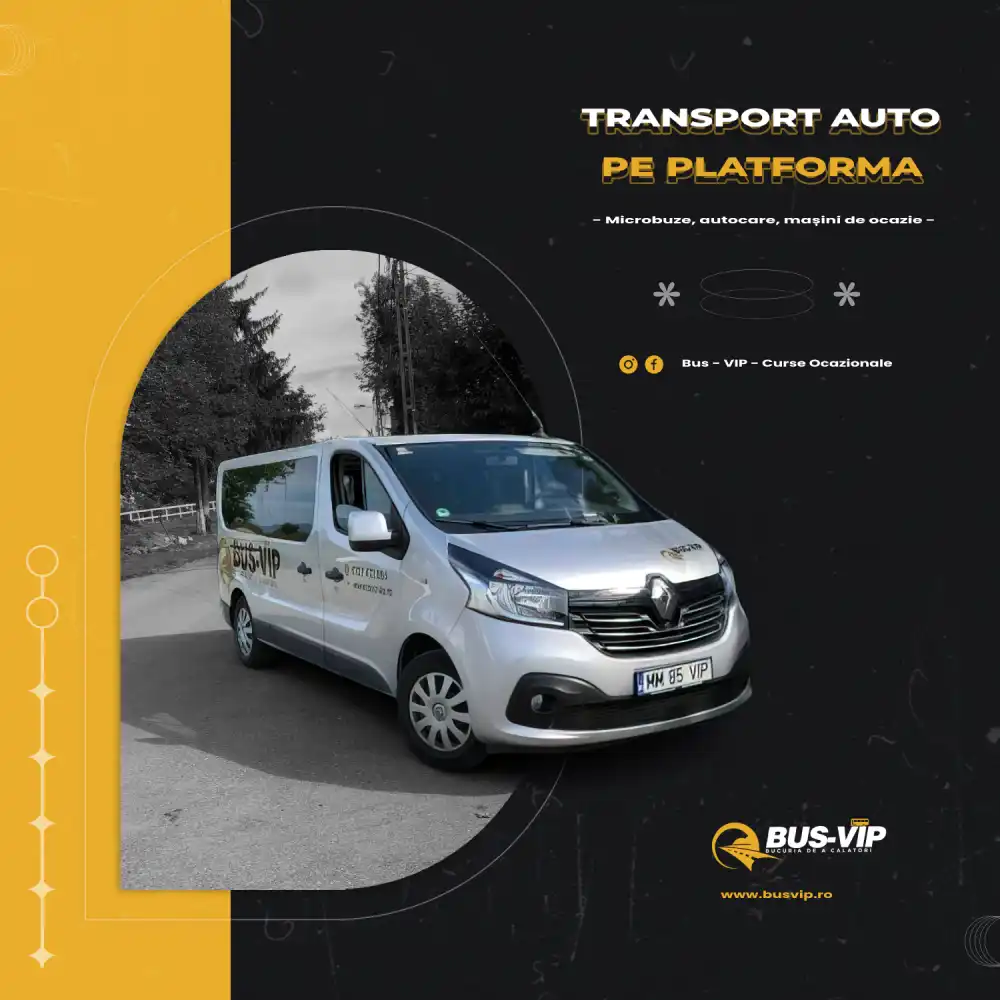 TRANSPORT AUTO
PE PLATFORMA
- Microbuze, autocare, mașini de ocazie -
Bus - VIP - Curse Ocazionale
BUS-VIP
MM 85 VIP
BUS-VIP
BUCURIA DE A CALATORI
www.busvip.ro